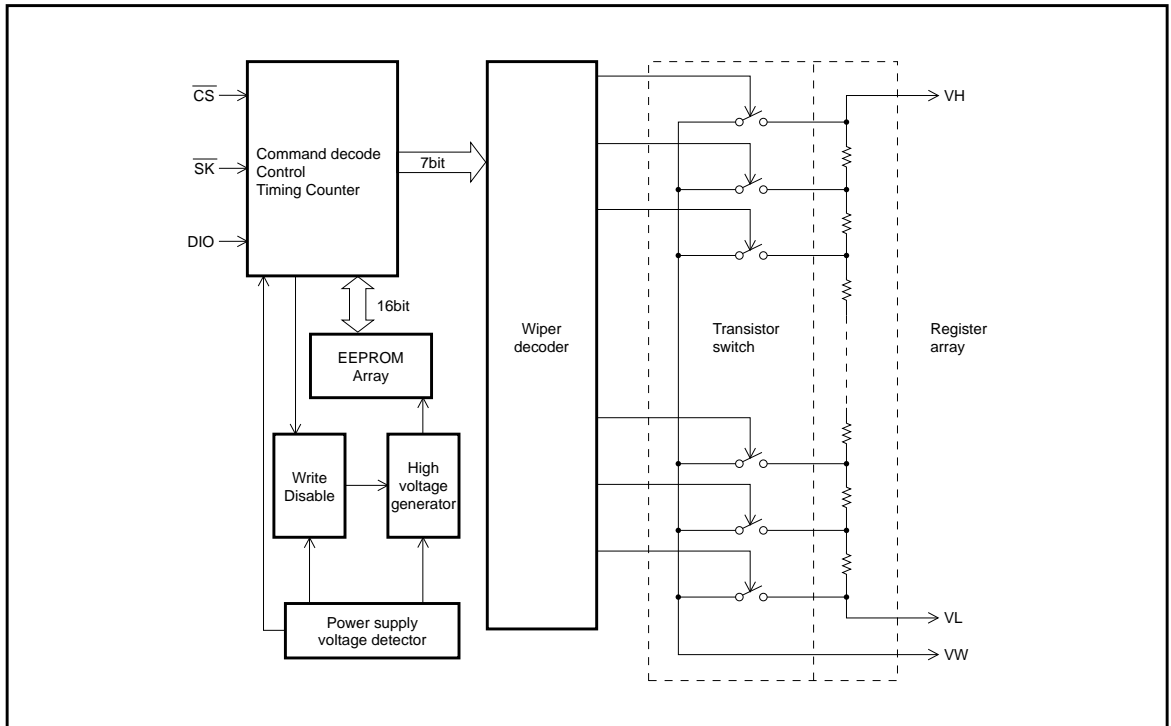 CS
SK
DIO
Command decode
Control
Timing Counter
7bit
16bit
EEPROM
Array
Write
Disable
High
voltage
generator
Power supply
voltage detector
Wiper
decoder
Transistor
switch
Register
array
VH
VL
VW